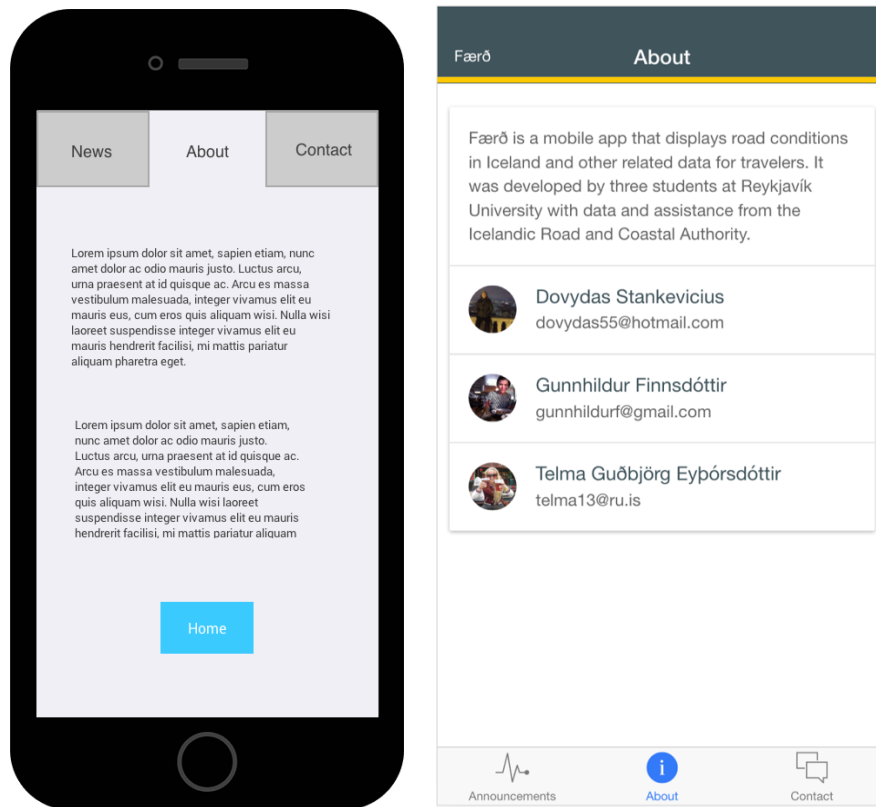 News
About
Contact
Lorem ipsum dolor sit amet, sapien etiam, nunc
amet dolor ac odio mauris justo. Luctus arcu,
urna praesent at id quisque ac. Arcu es massa
vestibulum malesuada, integer vivamus elit eu
mauris eus, cum eros quis aliquam wisi. Nulla wisi
laoreet suspendisse integer vivamus elit eu
mauris hendrerit facilisi, mi mattis pariatur
aliquam pharetra eget.
Lorem ipsum dolor sit amet, sapien etiam,
nunc amet dolor ac odio mauris justo.
Luctus arcu, urna praesent at id quisque ac.
Arcu es massa vestibulum malesuada,
integer vivamus elit eu mauris eus, cum eros
quis aliquam wisi. Nulla wisi laoreet
suspendisse integer vivamus elit eu mauris
hendrerit facilisi, mi mattis pariatur aliquam
Home
Færð
About
Færð is a mobile app that displays road conditions
in Iceland and other related data for travelers. It
was developed by three students at Reykjavík
University with data and assistance from the
Icelandic Road and Coastal Authority.
Dovydas Stankevicius
dovydas55@hotmail.com
Gunnhildur Finnsdóttir
gunnhildurf@gmail.com
Telma Guðbjörg Eyþórsdóttir
telma13@ru.is
Announcements
About
Contact